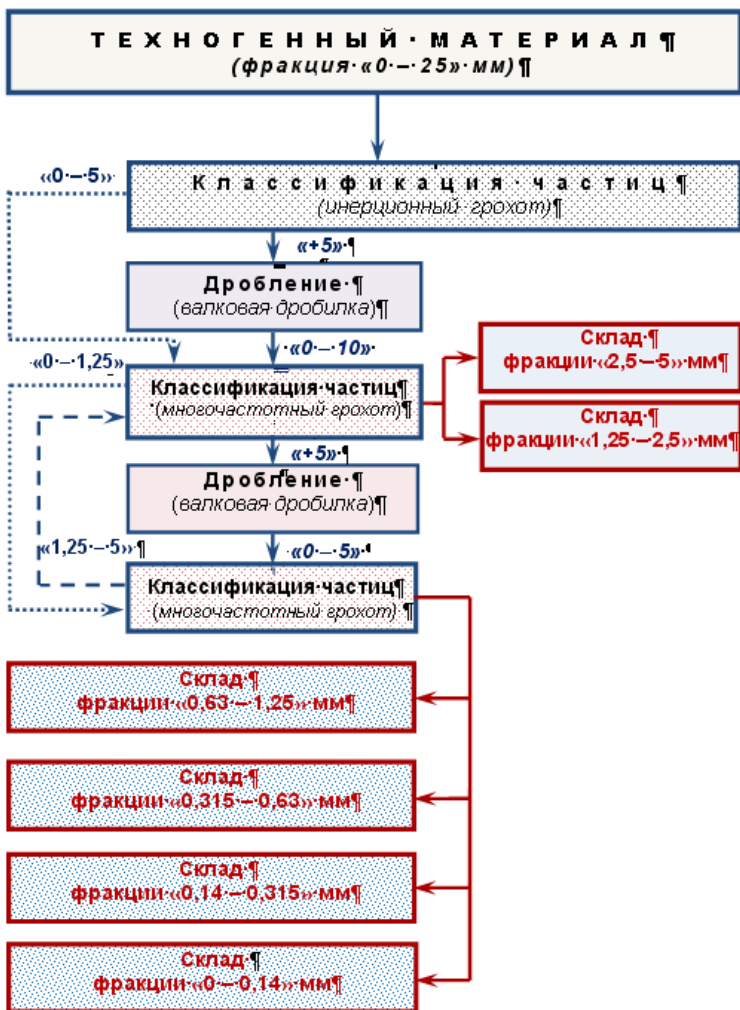 ТЕХНОГЕННЫЙ·МАТЕРИАЛ¶
(фракция·«0·–·25»·мм)¶
«0·–·5»·
Классификация·частиц¶
(инерционный·грохот)¶
«+5»·¶
Дробление·¶
(валковая·дробилка)¶
·«0·–·10»·
«0·–·1,25»
Классификация·частиц¶
(многочастотный·грохот)¶
Склад·¶
фракции·«2,5·–·5»·мм¶
Склад·¶
фракции·«1,25·–·2,5»·мм¶
«+5»·¶
Дробление·¶
(валковая·дробилка)¶
«1,25·–·5»·¶
«0·–·5»·¶
Классификация·частиц¶
(многочастотный·грохот)·¶
Склад·¶
фракции·«0,63·–·1,25»·мм¶
Склад·¶
фракции·«0,315·–·0,63»·мм¶
Склад·¶
фракции·«0,14·–·0,315»·мм¶
Склад·¶
фракции·«0·–·0,14»·мм¶